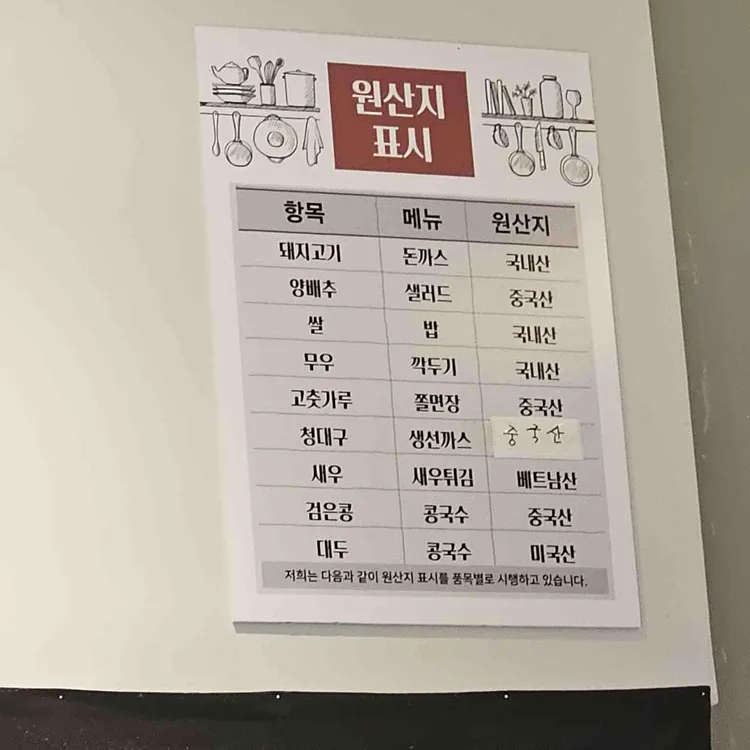 원산지
표시
항목 메뉴 원산지
돼지고기 돈까스 국내산
양배추 샐러드 중국산
쌀 밥 국내산
무우 깍두기 국내산
고춧가루 쫄면장 중국산
청대구 생선까스 중국산
새우 새우튀김 베트남산
검은콩 콩국수 중국산
대두 콩국수 미국산
저희는 다음과 같이 원산지 표시를 품목별로 시행하고 있습니다.